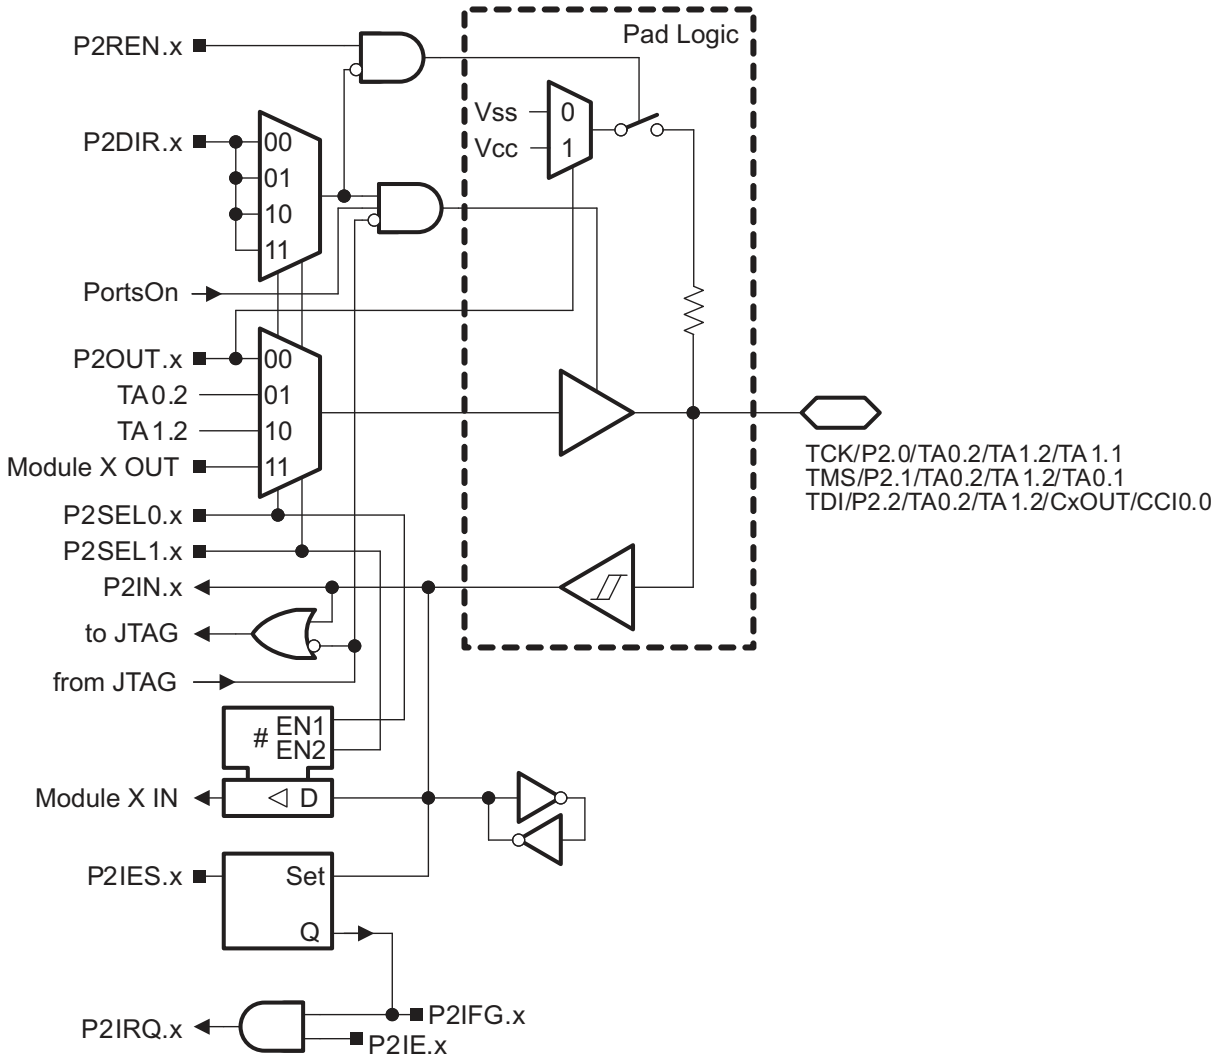 Pad Logic
P2REN.x
Vss 0
Vcc 1
P2DIR.x
00
01
10
11
PortsOn
P2OUT.x
00
TA0.2
01
TA1.2
10
Module X OUT
11
TCK/P2.0/TA0.2/TA1.2/TA1.1
TMS/P2.1/TA0.2/TA1.2/TA0.1
TDI/P2.2/TA0.2/TA1.2/CxOUT/CCI0.0
P2SEL0.x
P2SEL1.x
P2IN.x
to JTAG
from JTAG
# EN1
EN2
Module X IN
D
P2IES.x
Set
Q
P2IFG.x
P2IRQ.x
P2IE.x